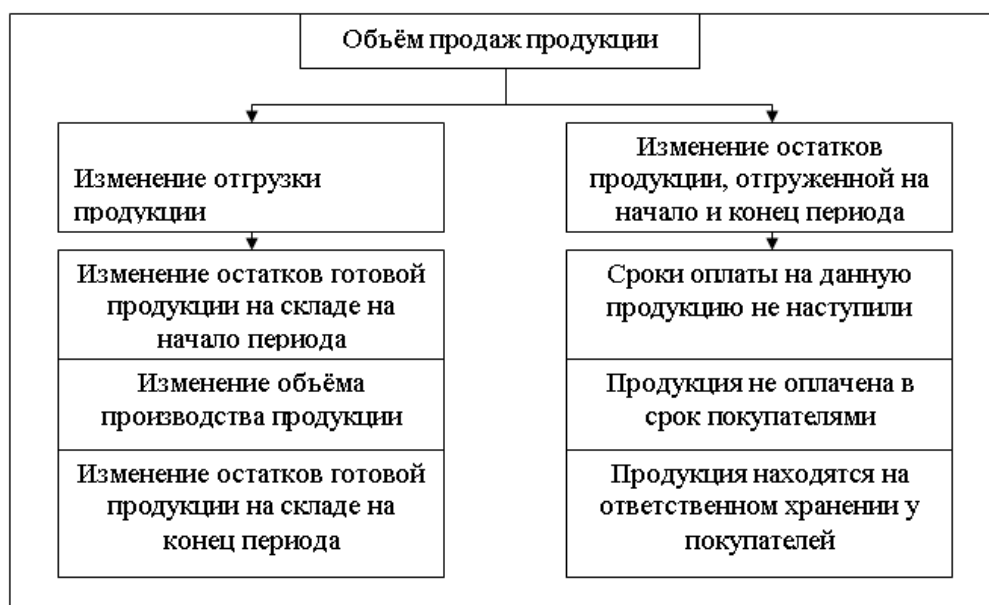 Объём продаж продукции
Изменение отгрузки
продукции
Изменение остатков
продукции, отгруженной на
начало и конец периода
Изменение остатков готовой
продукции на складе на
начало периода
Изменение объёма
производства продукции
Изменение остатков готовой
продукции на складе на
конец периода
Сроки оплаты на данную
продукцию не наступили
Продукция не оплачена в
срок покупателями
Продукция находятся на
ответственном хранении у
покупателей